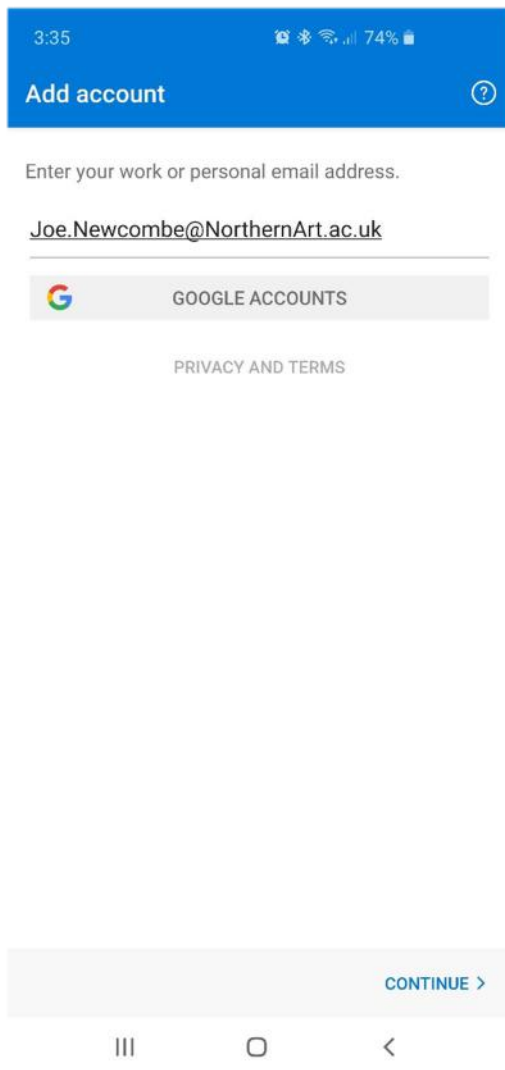 3:35 74%
Add account
Enter your work or personal email address.
Joe.Newcombe@NorthernArt.ac.uk
GOOGLE ACCOUNTS
PRIVACY AND TERMS
CONTINUE >